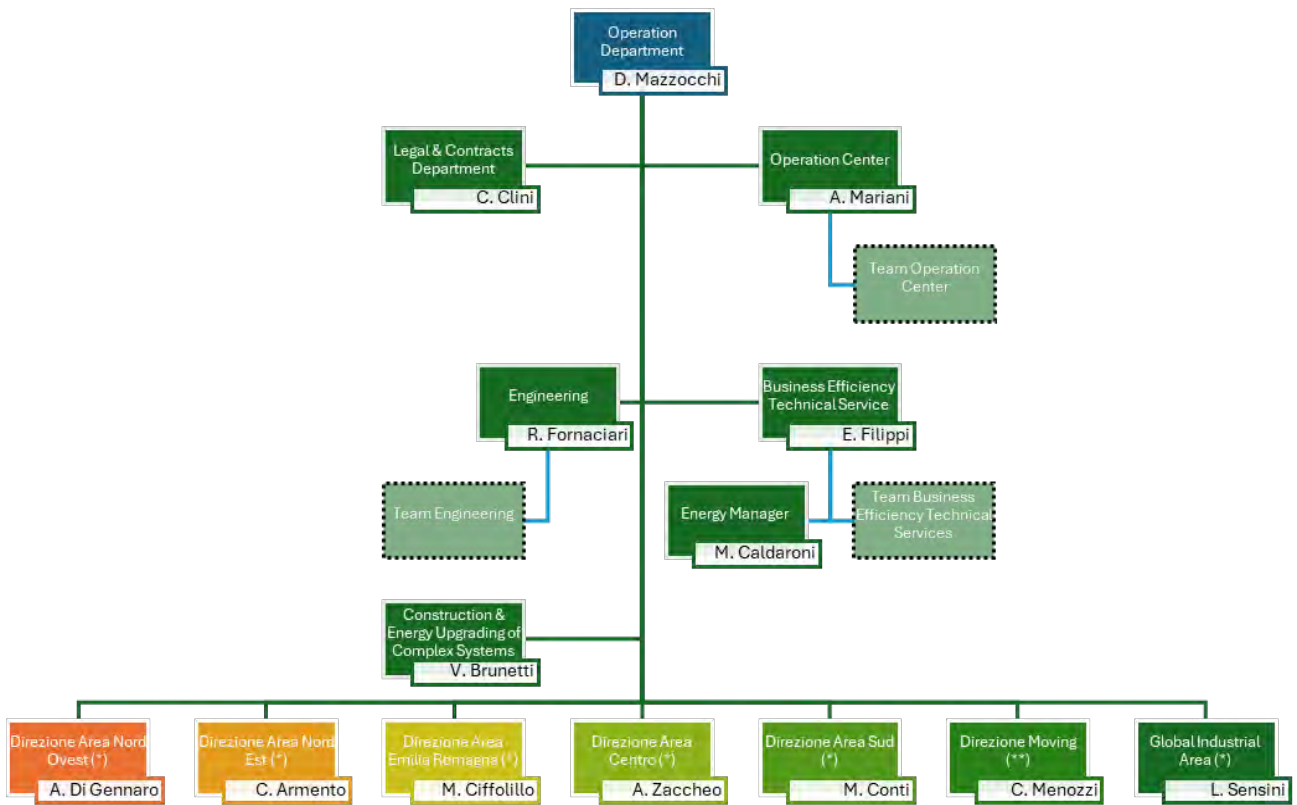 Operation
Department
D. Mazzocchi
Legal & Contracts
Department
C. Clini
Operation Center
A. Mariani
Team Operation
Center
Engineering
R. Fornaciari
Business Efficiency
Technical Service
E. Filippi
Team Engineering
Energy Manager
M. Caldaroni
Team Business
Efficiency Technical
Services
Construction &
Energy Upgrading of
Complex Systems
V. Brunetti
Direzione Area Nord
Ovest (*)
A. Di Gennaro
Direzione Area Nord
Est (*)
C. Armento
Direzione Area
Emilia Romagna (*)
M. Ciffolillo
Direzione Area
Centro (*)
A. Zaccheo
Direzione Area Sud
(*)
M. Conti
Direzione Moving
(**)
C. Menozzi
Global Industrial
Area (*)
L. Sensini